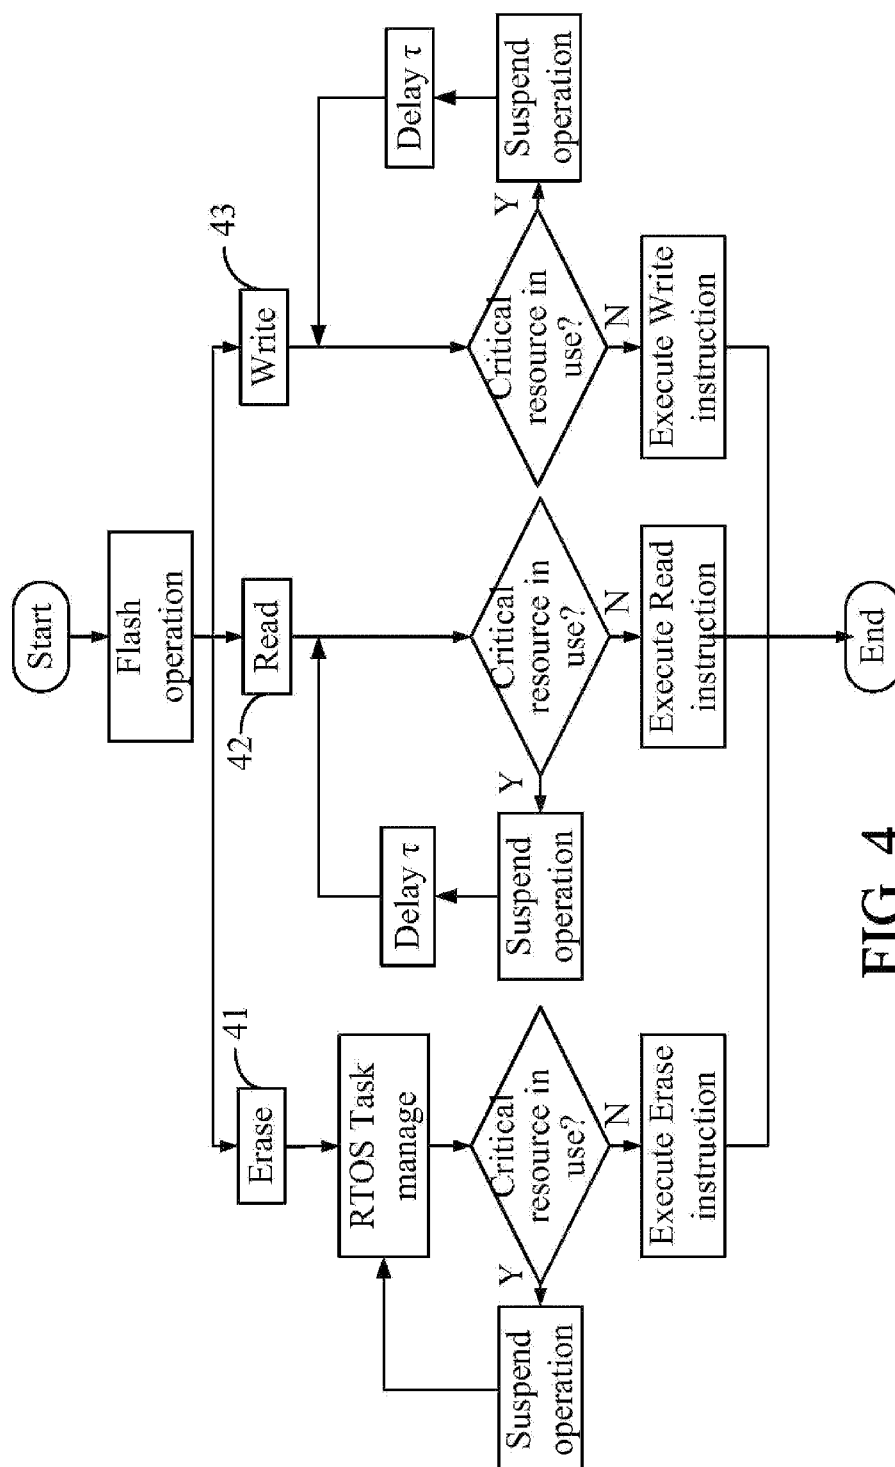 Start
Flash
operation
41
Erase
42
Read
43
Write
RTOS Task
manage
Delay τ
Delay τ
Suspend
operation
Y
Critical
resource in
use?
N
Suspend
operation
Y
Critical
resource in
use?
N
Critical
resource in
use?
Y
N
Suspend
operation
Execute Erase
instruction
Execute Read
instruction
Execute Write
instruction
End
FIG. 4